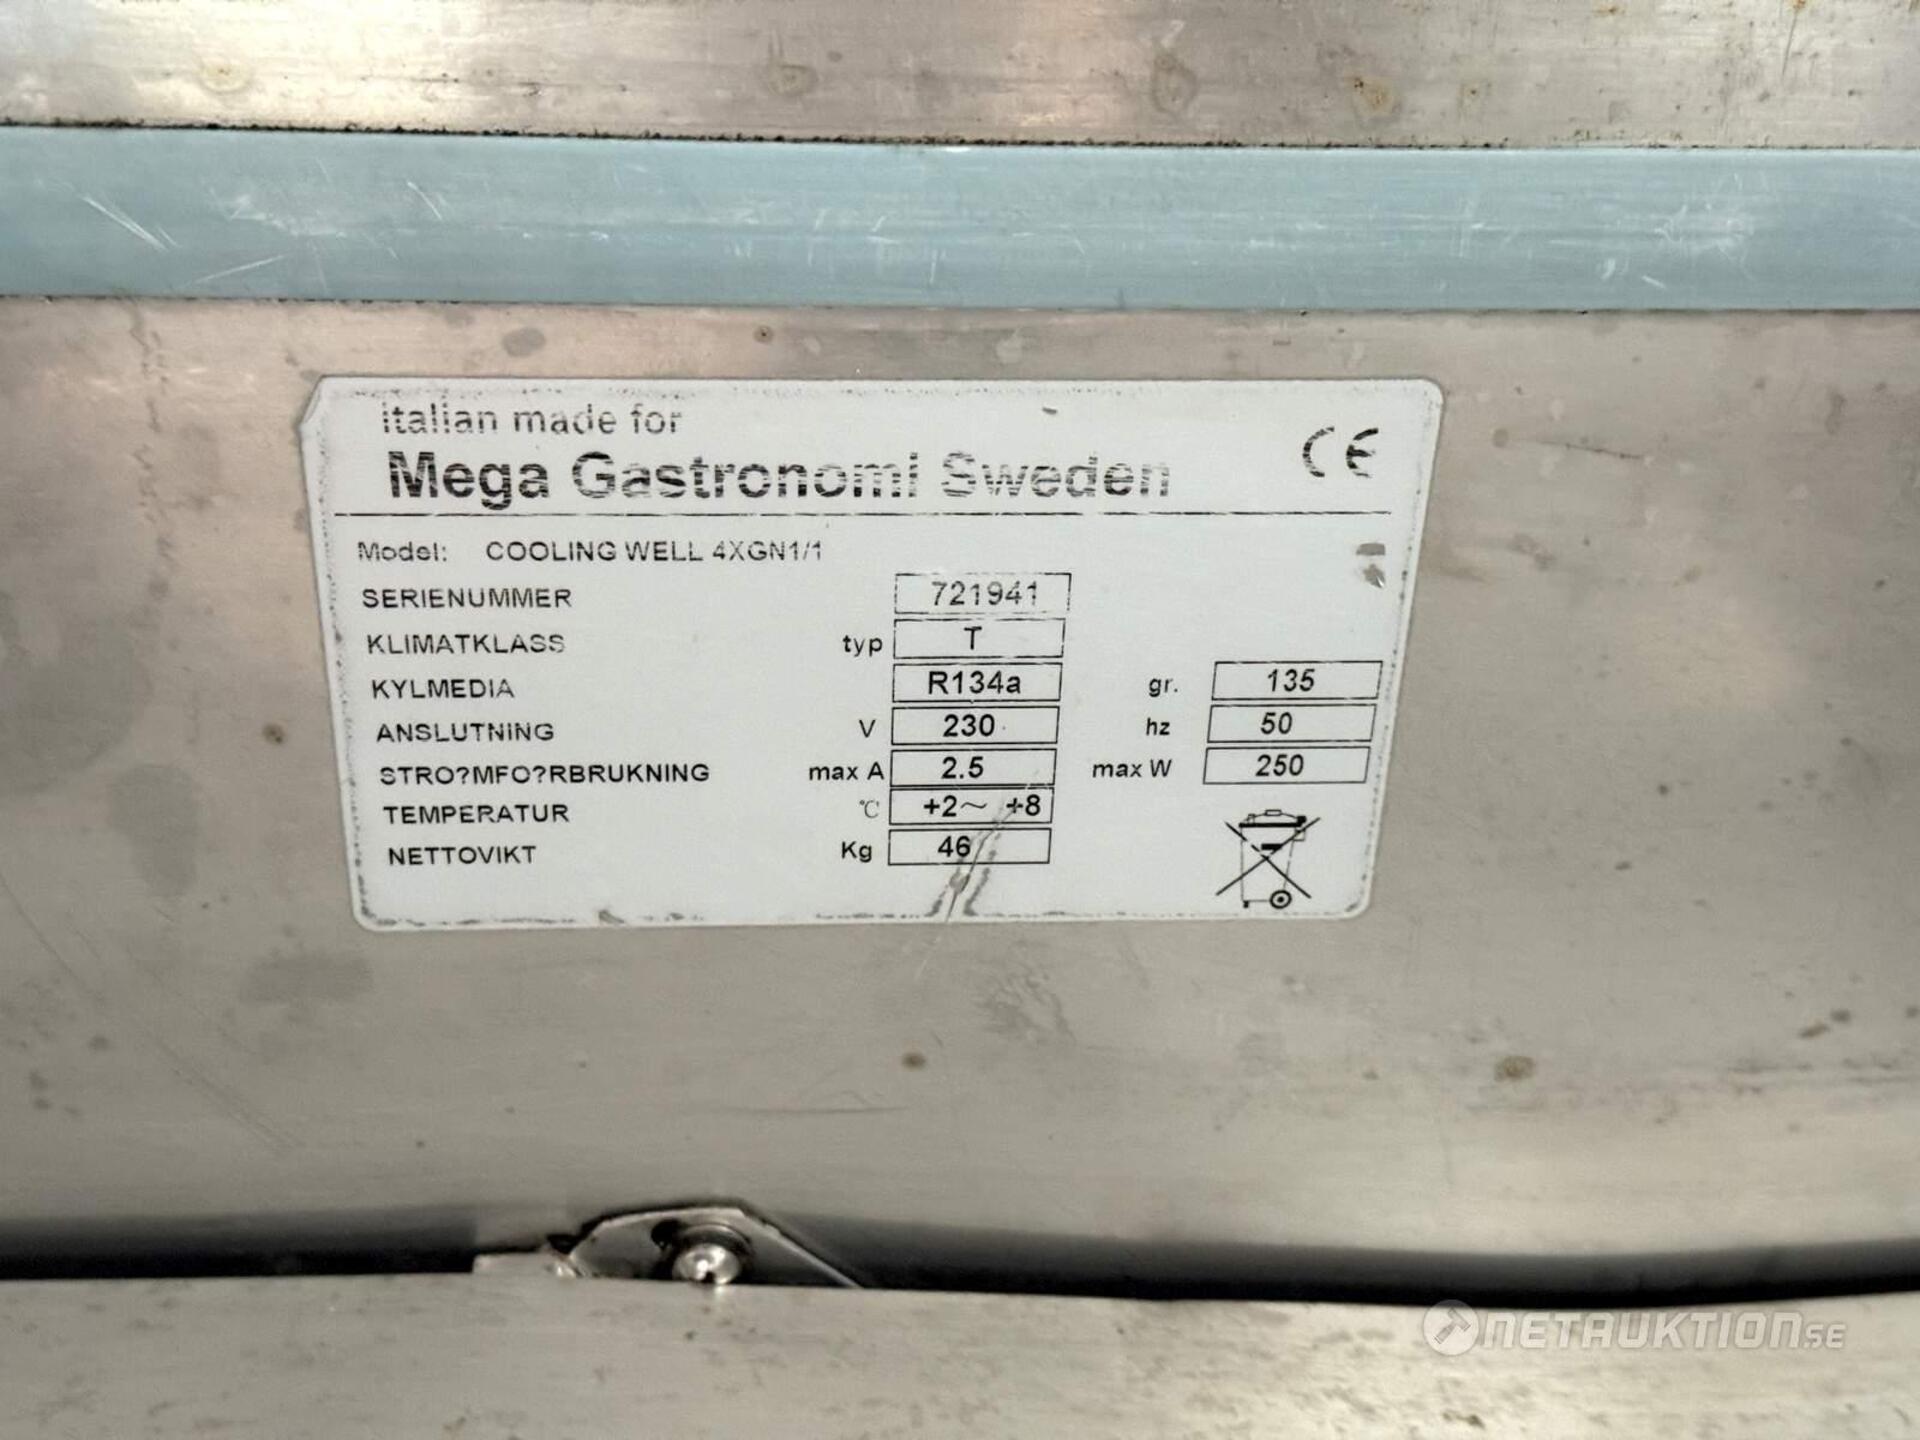 italian made for
Mega Gastronomi Sweden CE
Model: COOLING WELL 4XGN1/1
SERIENUMMER 721941
KLIMATKLASS typ T
KYLMEDIA R134a gr. 135
ANSLUTNING V 230 hz 50
STRO?MFO?RBRUKNING max A 2.5 max W 250
TEMPERATUR ℃ +2～ +8
NETTOVIKT Kg 46
NETAUKTION.SE